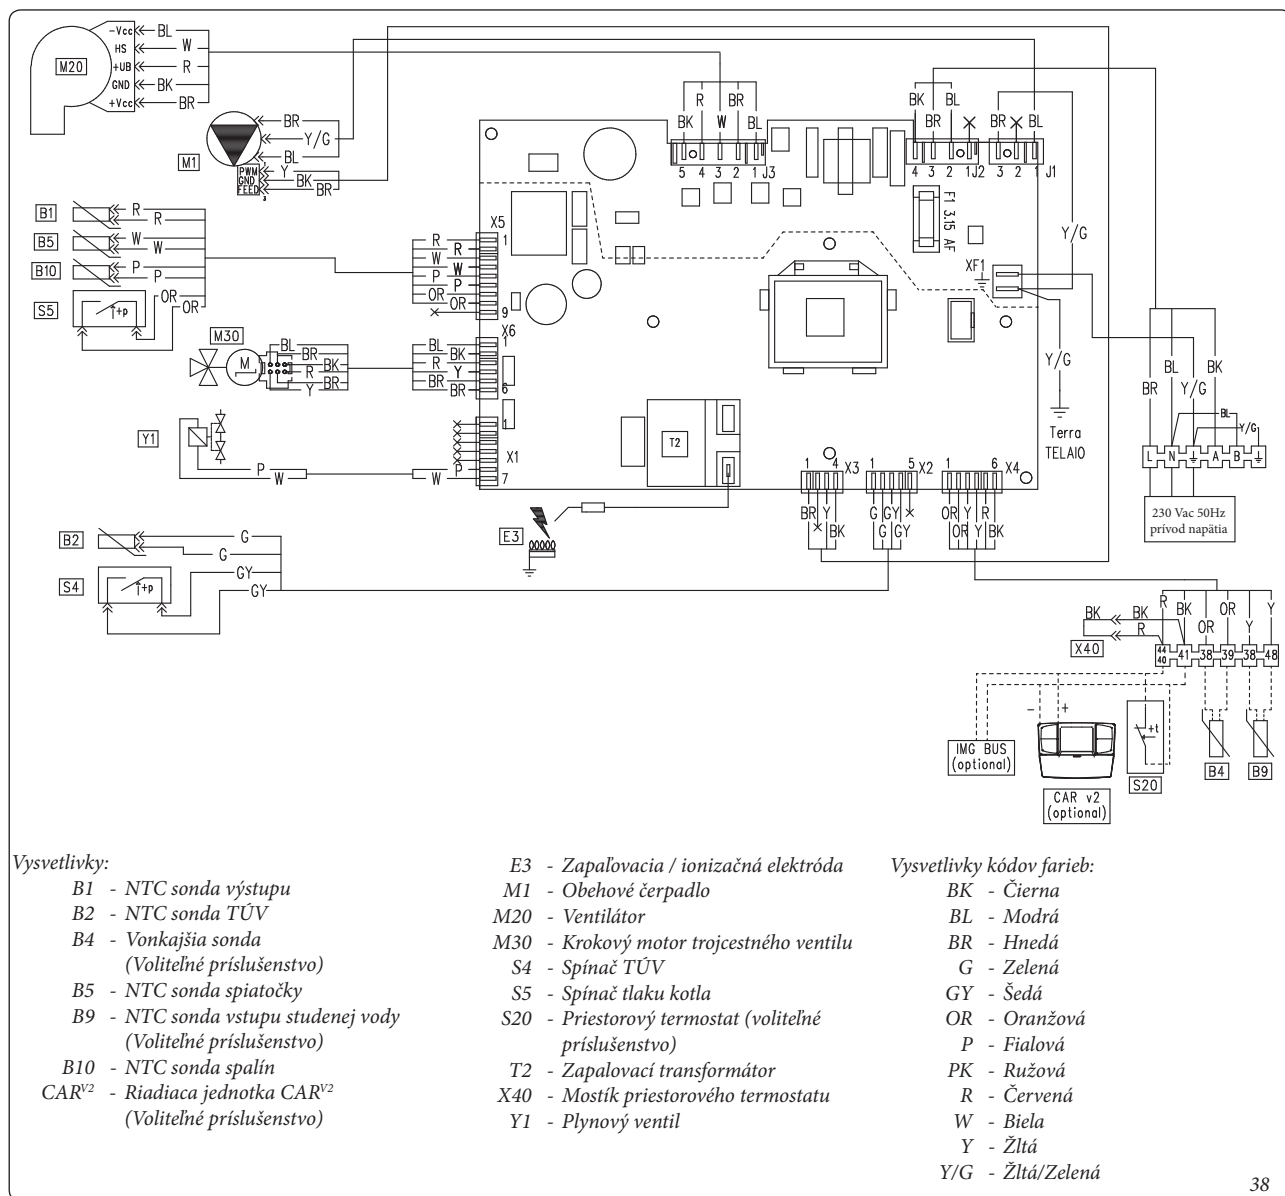 M20
-Vcc BL
HS W
+UB R
GND BK
+Vcc BR
M1
BR
Y/G
BL
1
PWM Y
GND BK
FEED BR
3
B1 R
R
B5 W
W
B10 P
P
S5 +p OR
OR
BK R W BR BL
5 4 3 2 1 J3
BK BR BL
4 3 2 1 J2
BR BL
3 2 1 J1
F1 3.15 AF
Y/G
XF1
X5
1
R
R
W
W
P
P
OR
OR
9
X6
M30
M
BL
BR
BK
R
BR
Y
BL 1
BK
R
Y
BR
BR 6
Y1
P
W
1
X1
P
W 7
T2
Y/G
Terra
TELAIO
BR BL Y/G BK
BL
Y/G
L N A B
230 Vac 50Hz
prívod napätia
1 4 X3
BR Y
BK
1 5 X2
G GY
G GY
1 6 X4
OR Y R
OR Y BK
E3
B2 G
G
S4 +p GY
GY
X40
BK BK
R
R BK OR OR Y Y
44
40 41 38 39 38 48
- +
IMG BUS
(optional)
CAR v2
(optional)
+t
S20
B4
B9
Vysvetlivky:
B1 - NTC sonda výstupu
B2 - NTC sonda TÚV
B4 - Vonkajšia sonda
(Voliteľné príslušenstvo)
B5 - NTC sonda spiatočky
B9 - NTC sonda vstupu studenej vody
(Voliteľné príslušenstvo)
B10 - NTC sonda spalín
CARV2 - Riadiaca jednotka CARV2
(Voliteľné príslušenstvo)
E3 - Zapaľovacia / ionizačná elektróda
M1 - Obehové čerpadlo
M20 - Ventilátor
M30 - Krokový motor trojcestného ventilu
S4 - Spínač TÚV
S5 - Spínač tlaku kotla
S20 - Priestorový termostat (voliteľné
príslušenstvo)
T2 - Zapalovací transformátor
X40 - Mostík priestorového termostatu
Y1 - Plynový ventil
Vysvetlivky kódov farieb:
BK - Čierna
BL - Modrá
BR - Hnedá
G - Zelená
GY - Šedá
OR - Oranžová
P - Fialová
PK - Ružová
R - Červená
W - Biela
Y - Žltá
Y/G - Žltá/Zelená
38